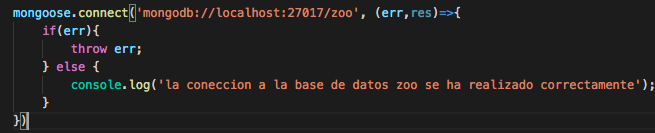 mongoose.connect('mongodb://localhost:27017/zoo', (err,res)=>{
    if(err){
        throw err;
    } else {
        console.log('la coneccion a la base de datos zoo se ha realizado correctamente');
    }
})